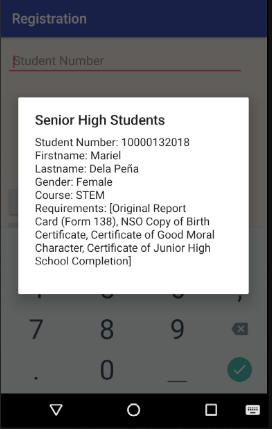 Registration
Student Number
Senior High Students
Student Number: 10000132018
Firstname: Mariel
Lastname: Dela Peña
Gender: Female
Course: STEM
Requirements: [Original Report
Card (Form 138), NSO Copy of Birth
Certificate, Certificate of Good Moral
Character, Certificate of Junior High
School Completion]
7 8 9
. 0 _